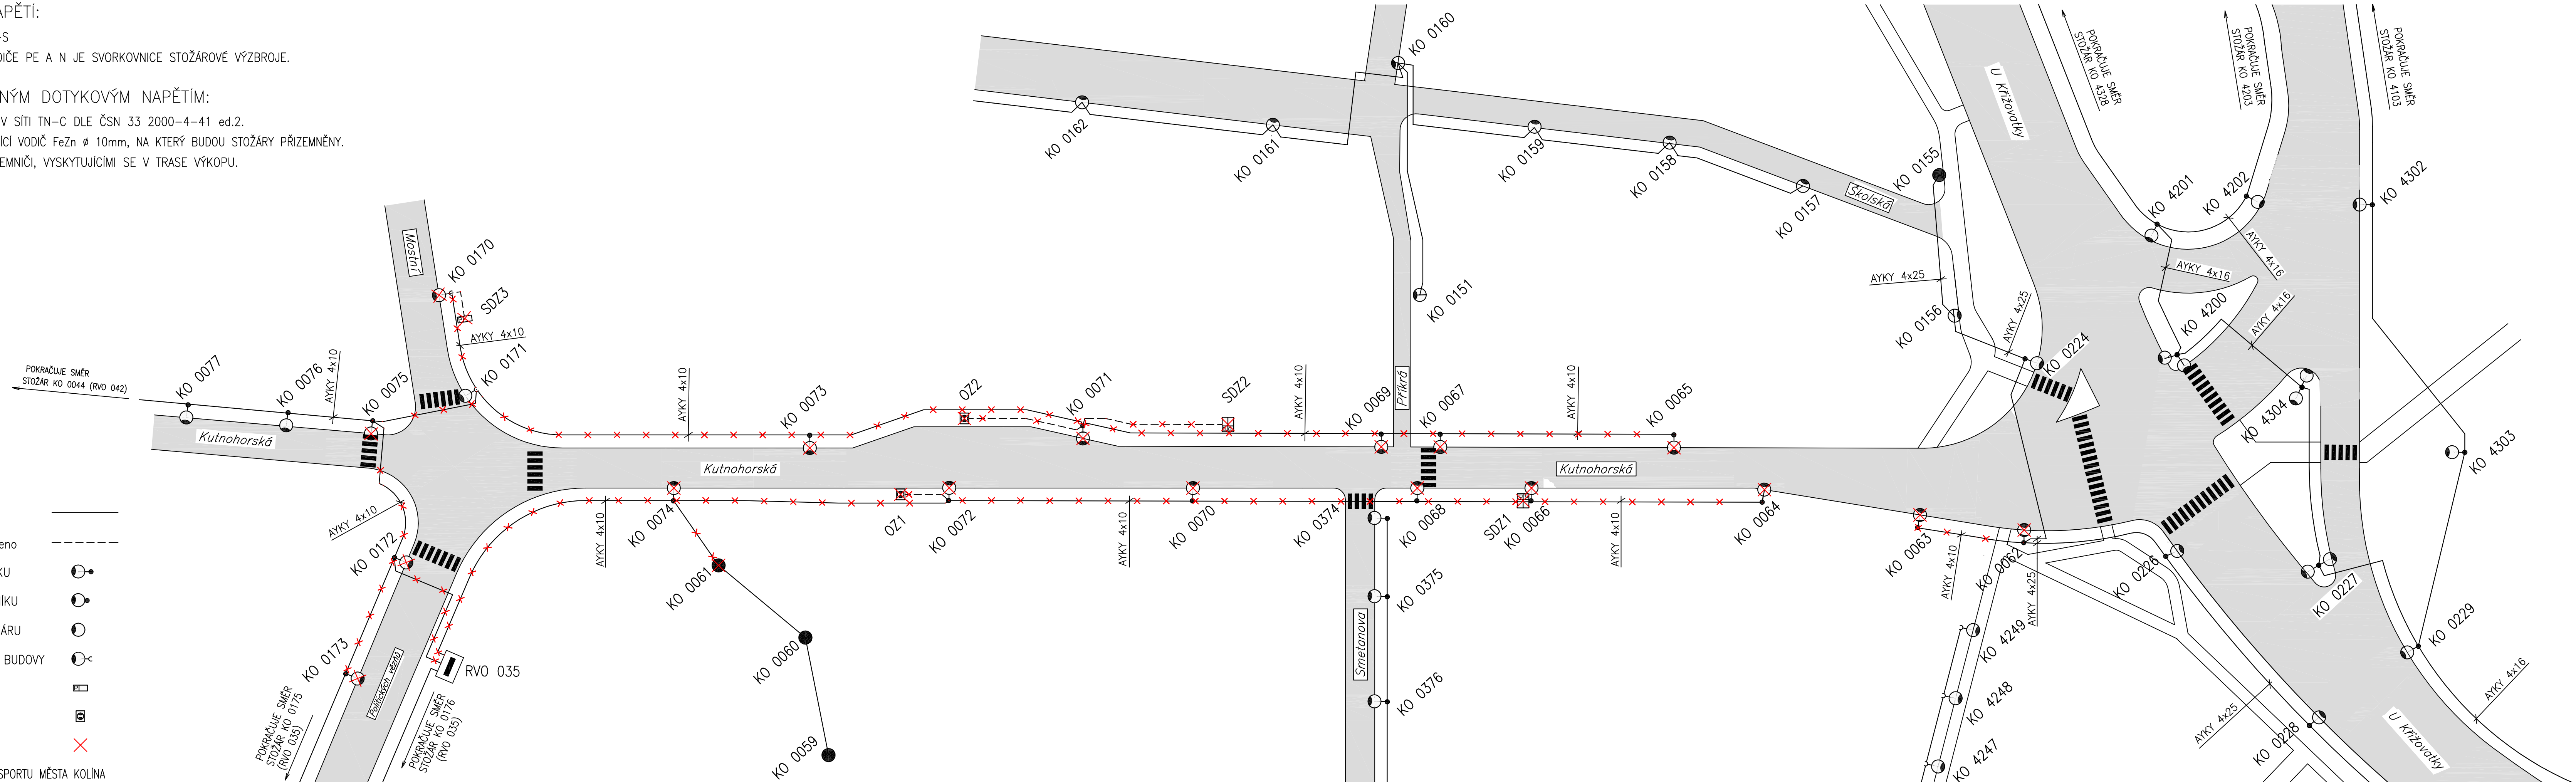 APĚTÍ:
-S
DIČE PE A N JE SVORKOVNICE STOŽÁROVÉ VÝZBROJE.
NÝM DOTYKOVÝM NAPĚTÍM:
V SÍTI TN-C DLE ČSN 33 2000-4-41 ed.2.
ÍCÍ VODIČ FeZn ø 10mm, NA KTERÝ BUDOU STOŽÁRY PŘIZEMNĚNY.
EMNIČI, VYSKYTUJÍCÍMI SE V TRASE VÝKOPU.
KO 0160
KO 0162
KO 0161
KO 0159
KO 0158
KO 0157
KO 0155
Školská
U Křižovatky
POKRAČUJE SMĚR
STOŽÁR KO 4328
POKRAČUJE SMĚR
STOŽÁR KO 4203
POKRAČUJE SMĚR
STOŽÁR KO 4103
KO 4201
KO 4202
KO 4302
AYKY 4x16
AYKY 4x16
AYKY 4x16
AYKY 4x25
AYKY 4x25
KO 0156
KO 0224
KO 4200
KO 4304
KO 4303
KO 0151
Mostní
KO 0170
SDZ3
AYKY 4x10
KO 0171
POKRAČUJE SMĚR
STOŽÁR KO 0044 (RVO 042)
KO 0077
KO 0076
AYKY 4x10
KO 0075
Kutnohorská
AYKY 4x10
KO 0073
OZ2
KO 0071
SDZ2
AYKY 4x10
KO 0069
Příkrá
KO 0067
AYKY 4x10
KO 0065
Kutnohorská
Kutnohorská
AYKY 4x10
KO 0172
AYKY 4x10
KO 0074
OZ1
KO 0072
AYKY 4x10
KO 0070
KO 0374
KO 0068
SDZ1
KO 0066
AYKY 4x10
KO 0064
KO 0063
AYKY 4x10
KO 0062
AYKY 4x25
KO 0226
KO 0227
KO 0229
KO 0061
KO 0060
KO 0059
KO 0375
Smetanova
KO 0376
KO 4249
KO 4248
KO 4247
AYKY 4x25
KO 0228
U Křižovatky
AYKY 4x16
KO 0173
Politických vězňů
RVO 035
POKRAČUJE SMĚR
STOŽÁR KO 0175
(RVO 035)
POKRAČUJE SMĚR
STOŽÁR KO 0176
(RVO 035)
eno
KU
ÍKU
ÁRU
BUDOVY
SPORTU MĚSTA KOLÍNA